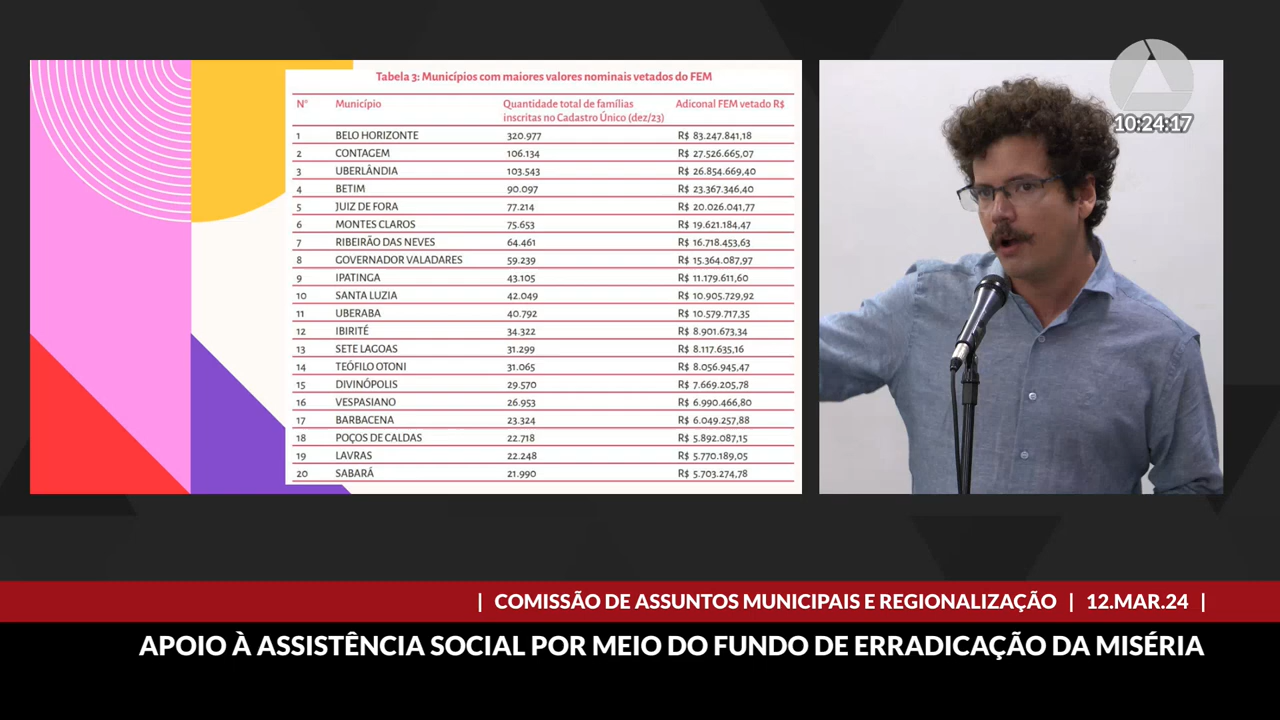 Tabela 3: Municípios com maiores valores nominais vetados do FEM
N° Município Quantidade total de famílias inscritas no Cadastro Único (dez/23) Adiconal FEM vetado R$
1 BELO HORIZONTE 320.977 R$ 83.247.841,18
2 CONTAGEM 106.134 R$ 27.526.665,07
3 UBERLÂNDIA 103.543 R$ 26.854.669,40
4 BETIM 90.097 R$ 23.367.346,40
5 JUIZ DE FORA 77.214 R$ 20.026.041,77
6 MONTES CLAROS 75.653 R$ 19.621.184,47
7 RIBEIRÃO DAS NEVES 64.461 R$ 16.718.453,63
8 GOVERNADOR VALADARES 59.239 R$ 15.364.087,97
9 IPATINGA 43.105 R$ 11.179.611,60
10 SANTA LUZIA 42.049 R$ 10.905.729,92
11 UBERABA 40.792 R$ 10.579.717,35
12 IBIRITÉ 34.322 R$ 8.901.673,34
13 SETE LAGOAS 31.299 R$ 8.117.635,16
14 TEÓFILO OTONI 31.065 R$ 8.056.945,47
15 DIVINÓPOLIS 29.570 R$ 7.669.205,78
16 VESPASIANO 26.953 R$ 6.990.466,80
17 BARBACENA 23.324 R$ 6.049.257,88
18 POÇOS DE CALDAS 22.718 R$ 5.892.087,15
19 LAVRAS 22.248 R$ 5.770.189,05
20 SABARÁ 21.990 R$ 5.703.274,78
10:24:17
| COMISSÃO DE ASSUNTOS MUNICIPAIS E REGIONALIZAÇÃO | 12.MAR.24 |
APOIO À ASSISTÊNCIA SOCIAL POR MEIO DO FUNDO DE ERRADICAÇÃO DA MISÉRIA